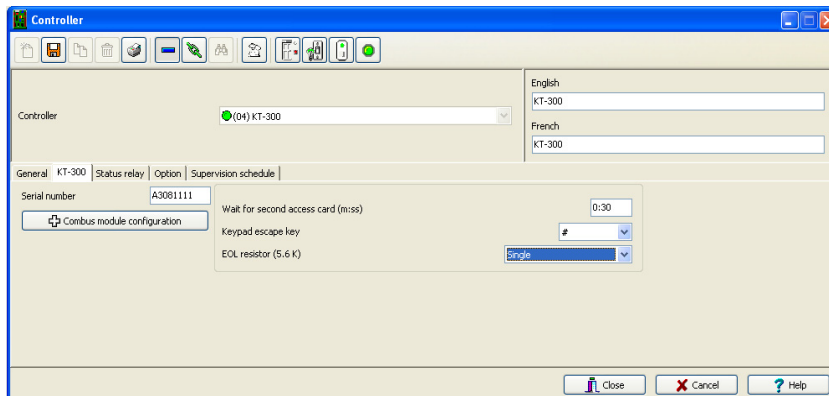 Controller
English
KT-300
Controller
(04) KT-300
French
KT-300
General KT-300 Status relay Option Supervision schedule
Serial number A3081111
Combus module configuration
Wait for second access card (m:ss) 0:30
Keypad escape key #
EOL resistor (5.6 K) Single
Close Cancel ? Help